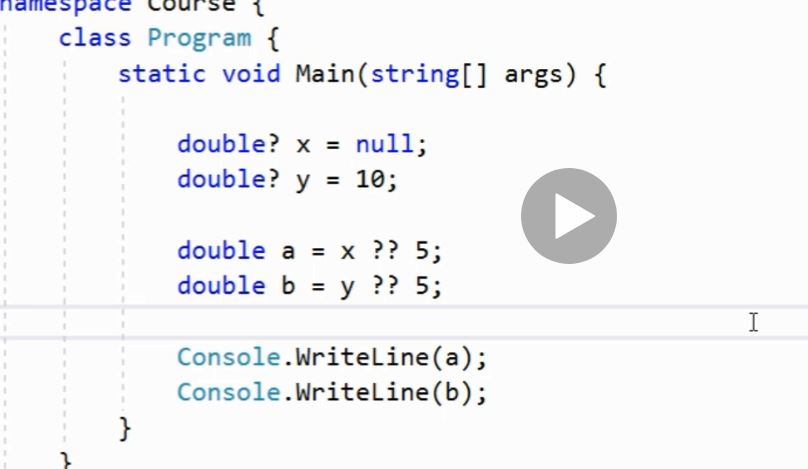 namespace Course {
class Program {
static void Main(string[] args) {
double? x = null;
double? y = 10;
double a = x ?? 5;
double b = y ?? 5;
Console.WriteLine(a);
Console.WriteLine(b);
}
}